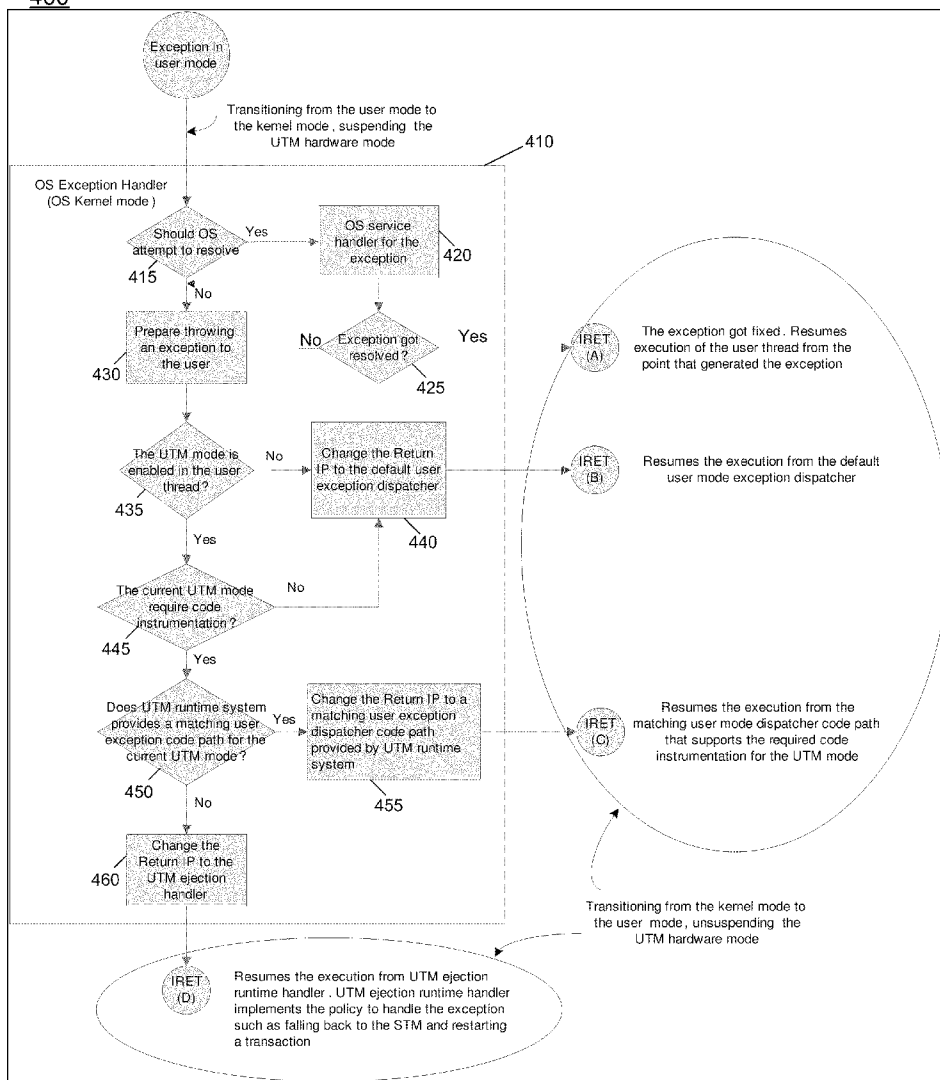 400
Exception in
user mode
Transitioning from the user mode to
the kernel mode, suspending the
UTM hardware mode
410
OS Exception Handler
(OS Kernel mode)
Should OS
attempt to resolve
415
Yes
OS service
handler for the
exception
420
No
Prepare throwing
an exception to
the user
430
No
Exception got
resolved?
Yes
425
IRET
(A)
The exception got fixed. Resumes
execution of the user thread from the
point that generated the exception
The UTM mode is
enabled in the user
thread?
435
No
Change the Return
IP to the default user
exception dispatcher
440
IRET
(B)
Resumes the execution from the default
user mode exception dispatcher
Yes
The current UTM mode
require code
instrumentation?
445
No
Yes
Does UTM runtime system
provides a matching user
exception code path for the
current UTM mode?
450
Yes
Change the Return IP to a
matching user exception
dispatcher code path
provided by UTM runtime
system
455
IRET
(C)
Resumes the execution from the
matching user mode dispatcher code path
that supports the required code
instrumentation for the UTM mode
No
Change the
Return IP to the
UTM ejection
handler
460
Transitioning from the kernel mode to
the user mode, unsuspending the
UTM hardware mode
IRET
(D)
Resumes the execution from UTM ejection
runtime handler. UTM ejection runtime handler
implements the policy to handle the exception
such as falling back to the STM and restarting
a transaction